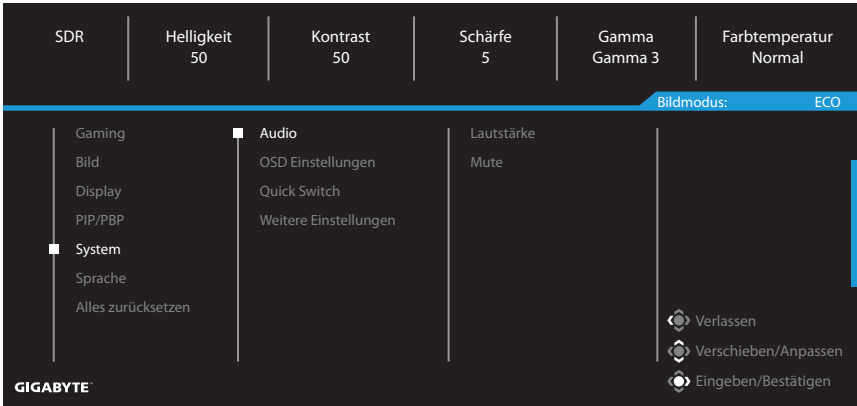 SDR
Helligkeit
50
Kontrast
50
Schärfe
5
Gamma
Gamma 3
Farbtemperatur
Normal
Bildmodus: ECO
Gaming
Bild
Display
PIP/PBP
System
Sprache
Alles zurücksetzen
Audio
OSD Einstellungen
Quick Switch
Weitere Einstellungen
Lautstärke
Mute
Verlassen
Verschieben/Anpassen
Eingeben/Bestätigen
GIGABYTE™